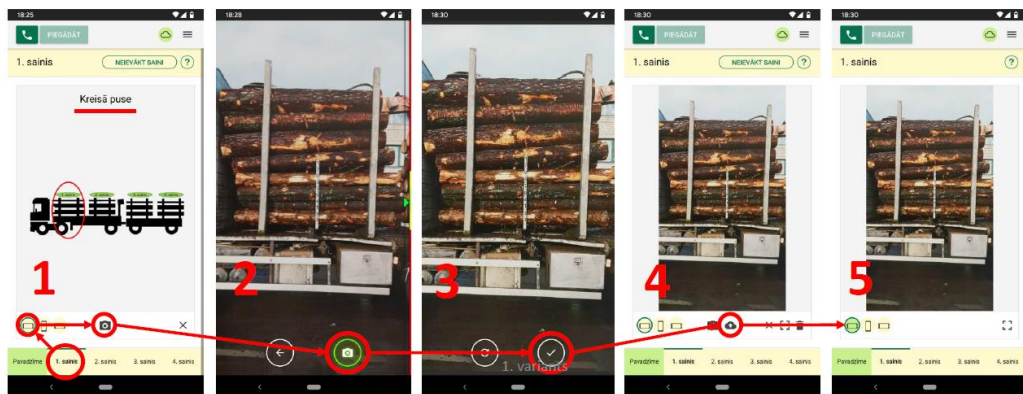 18:25
PIEGĀDĀT
1. sainis
NEIEVĀKT SAINI
?
Kreisā puse
1
Pavadzīme
1. sainis
2. sainis
3. sainis
4. sainis
18:28
2
18:30
3
1. variants
18:30
PIEGĀDĀT
1. sainis
NEIEVĀKT SAINI
?
4
Pavadzīme
1. sainis
2. sainis
3. sainis
4. sainis
18:30
PIEGĀDĀT
1. sainis
?
5
Pavadzīme
1. sainis
2. sainis
3. sainis
4. sainis